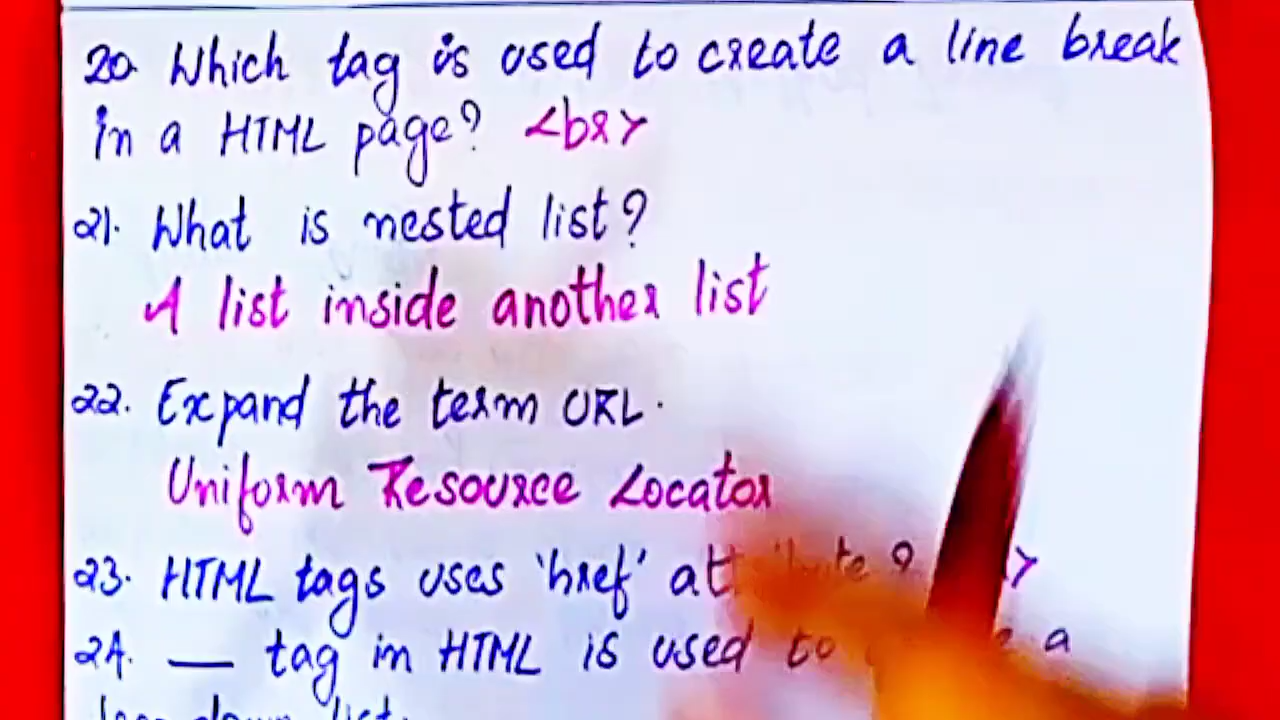 20. Which tag is used to create a line break
in a HTML page? <br>
21. What is nested list?
A list inside another list
22. Expand the term URL.
Uniform Resource Locator
23. HTML tags uses 'href'
24. — tag in HTML is used to a
down list.